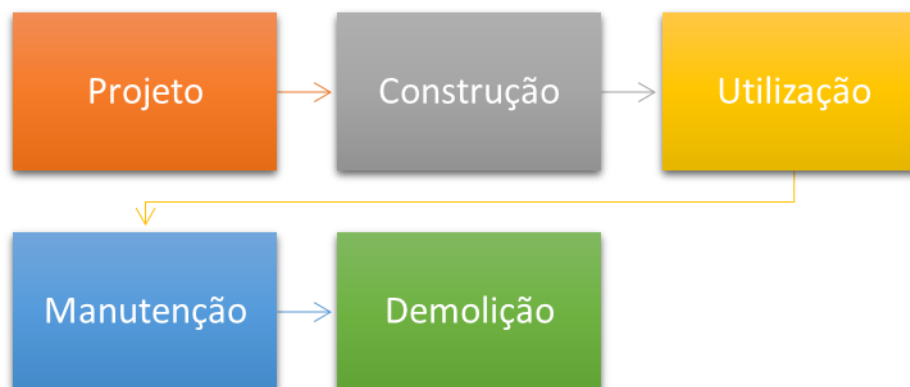 Projeto
Construção
Utilização
Manutenção
Demolição